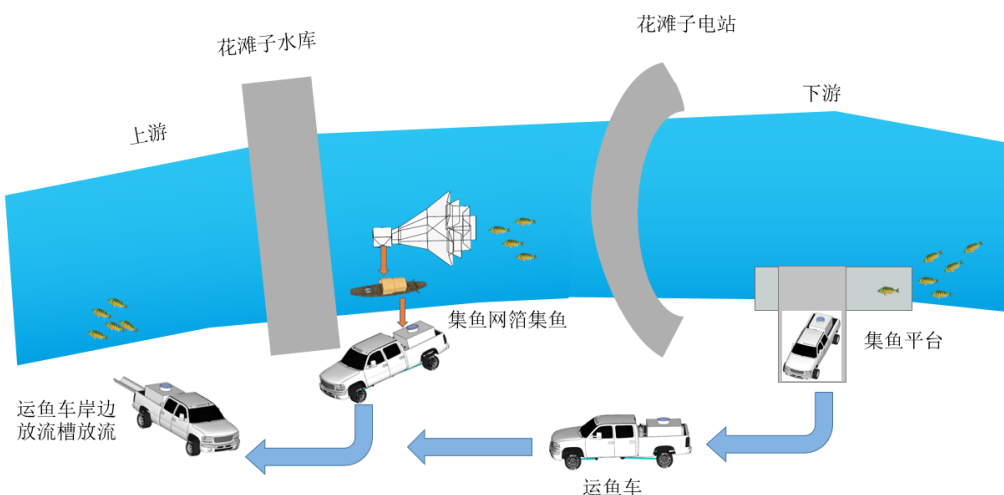 花滩子水库
花滩子电站
上游
下游
集鱼网箔集鱼
集鱼平台
运鱼车岸边
放流槽放流
运鱼车